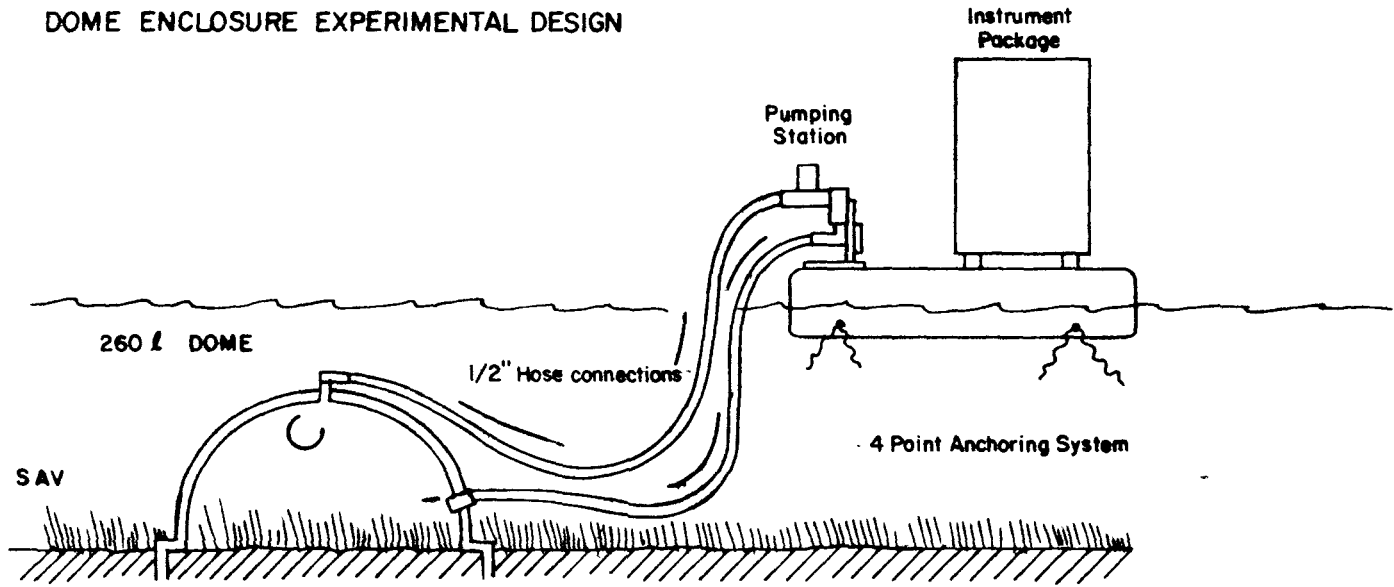 DOME ENCLOSURE EXPERIMENTAL DESIGN
Instrument
Package
Pumping
Station
260 l DOME
1/2" Hose connections
4 Point Anchoring System
SAV